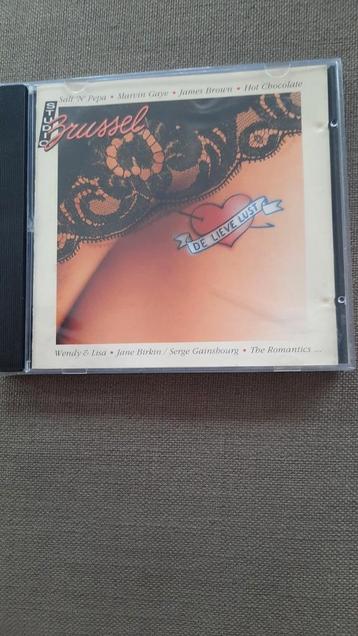 Salt 'N' Pepa • Marvin Gaye • James Brown • Hot Chocolate
STUDIO
Brussel
DE LIEVE LUST
Wendy & Lisa • Jane Birkin / Serge Gainsbourg • The Romantics ...